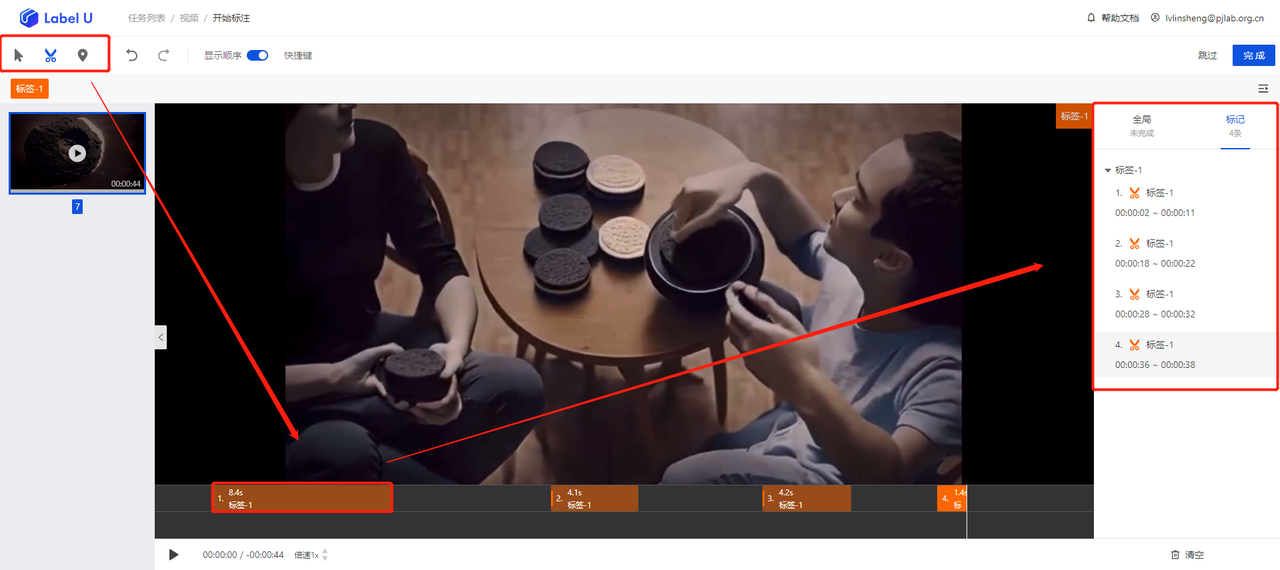 Label U
任务列表 / 视频 / 开始标注
帮助文档
lvlinsheng@pjlab.org.cn
显示顺序
快捷键
跳过
完成
标签-1
00:00:44
7
标签-1
全局
未完成
标记
4条
标签-1
1. 标签-1
00:00:02 ~ 00:00:11
2. 标签-1
00:00:18 ~ 00:00:22
3. 标签-1
00:00:28 ~ 00:00:32
4. 标签-1
00:00:36 ~ 00:00:38
1. 8.4s
标签-1
2. 4.1s
标签-1
3. 4.2s
标签-1
4. 1.4s
标
00:00:00 / -00:00:44
倍速1x
清空